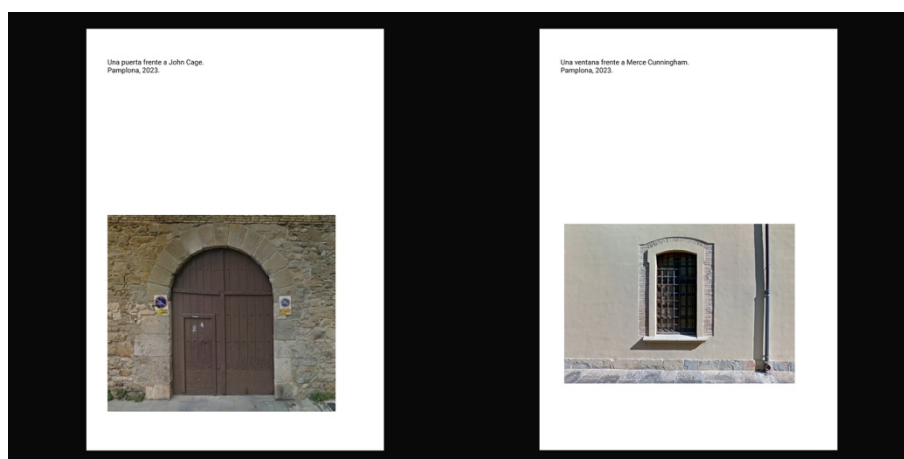 Una puerta frente a John Cage.
Pamplona, 2023.
Una ventana frente a Merce Cunningham.
Pamplona, 2023.